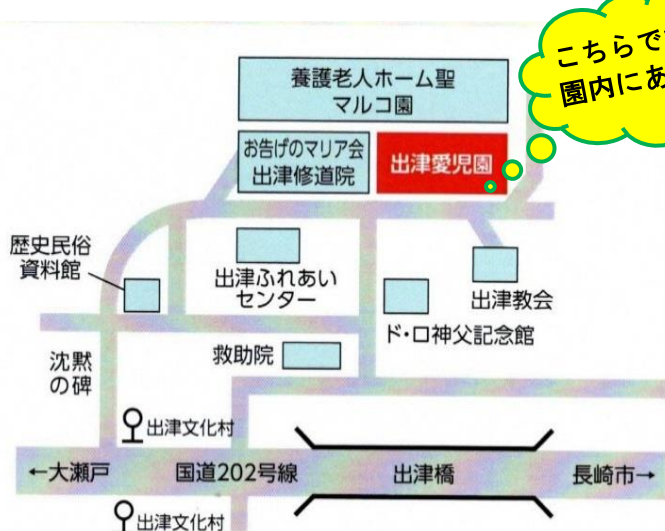 こちらで
園内にあ
養護老人ホーム聖
マルコ園
お告げのマリア会
出津修道院
出津愛児園
歴史民俗
資料館
出津ふれあい
センター
出津教会
ド・ロ神父記念館
救助院
沈黙
の碑
出津文化村
←大瀬戸
国道202号線
出津橋
長崎市→
出津文化村